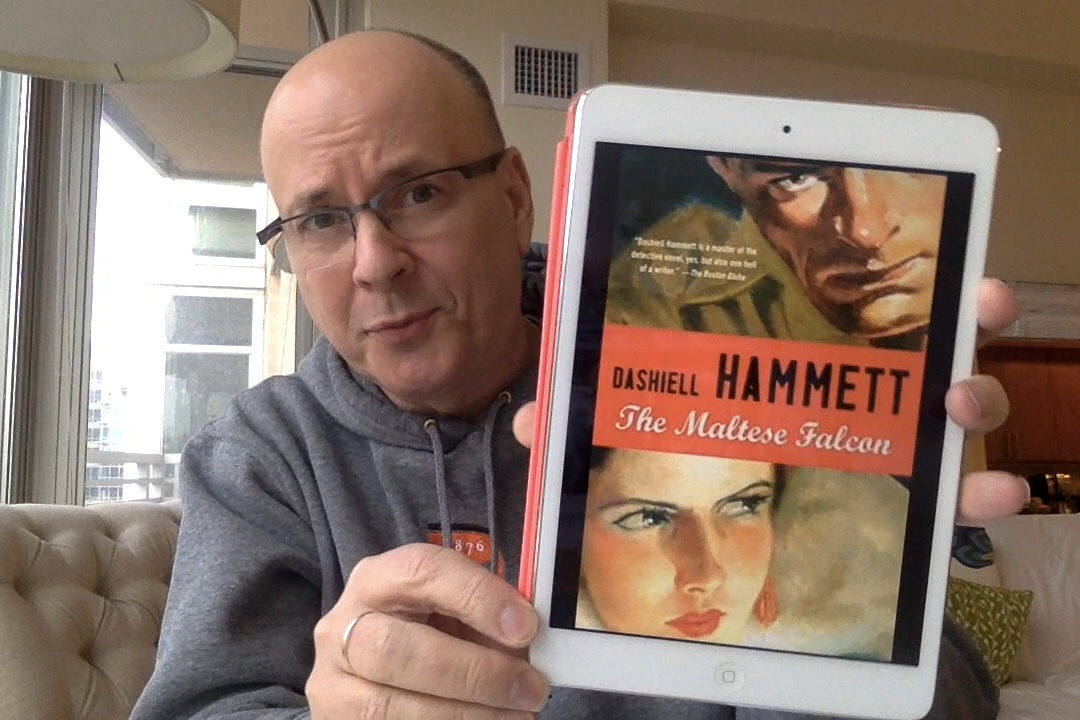 "Dashiell Hammett is a master of the
detective novel, yes, but also one hell
of a writer." —The Boston Globe
DASHIELL HAMMETT
The Maltese Falcon
1876